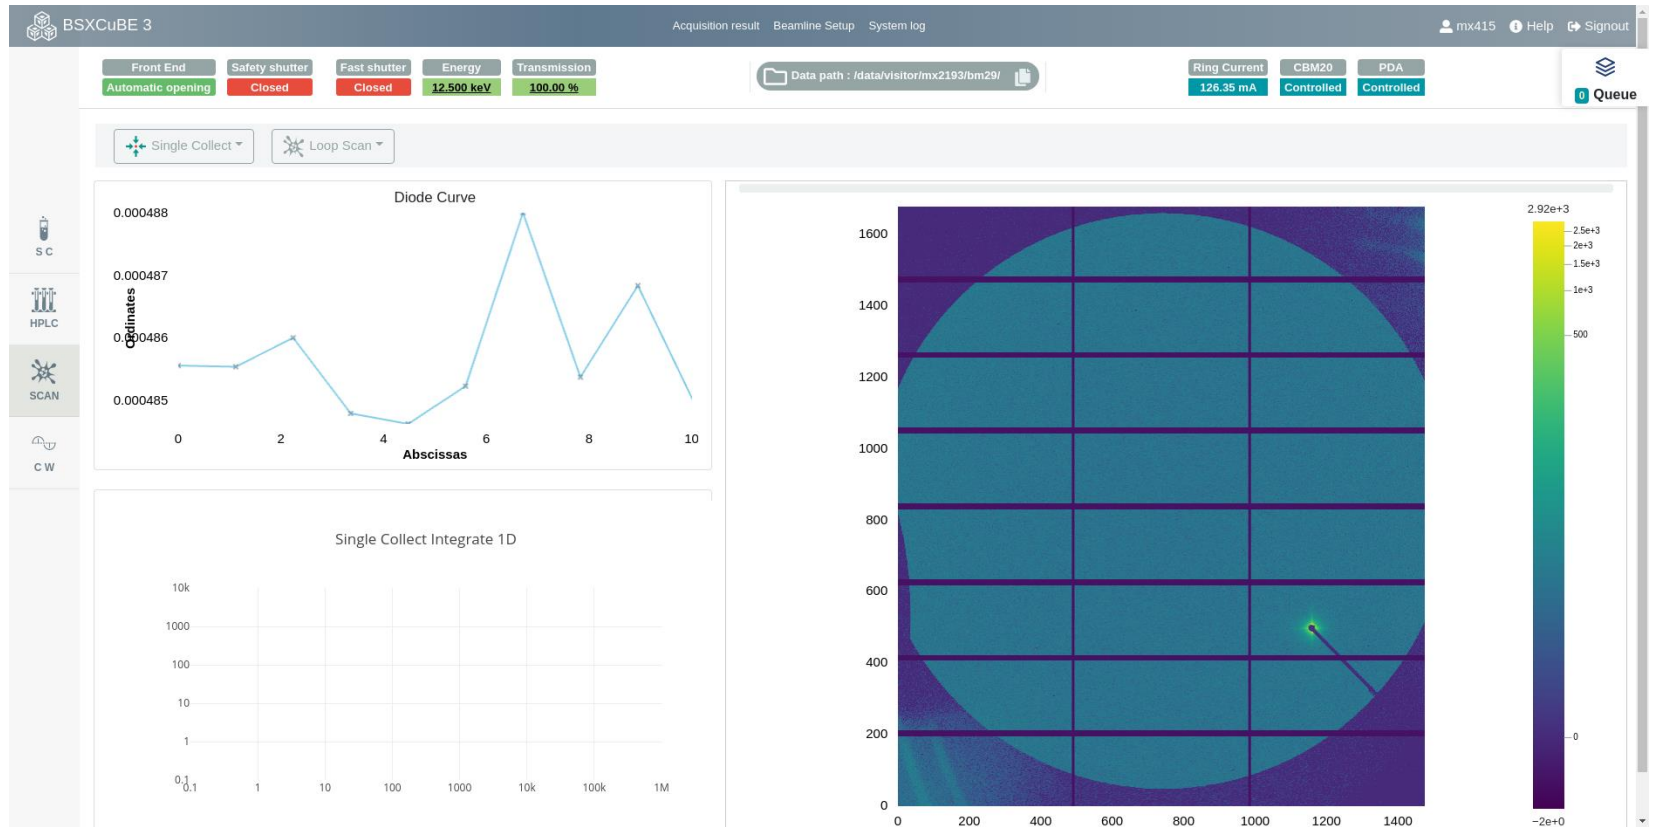 BSXCuBE 3
Acquisition result Beamline Setup System log
mx415 Help Signout
Front End Safety shutter Fast shutter Energy Transmission
Automatic opening Closed Closed 12.500 keV 100.00 %
Data path : /data/visitor/mx2193/bm29/
Ring Current CBM20 PDA
126.35 mA Controlled Controlled
0 Queue
Single Collect Loop Scan
S C
HPLC
SCAN
C W
Diode Curve
0.000488
0.000487
0.000486
0.000485
Ordinates
0 2 4 6 8 10
Abscissas
Single Collect Integrate 1D
10k
1000
100
10
1
0.1
0.1 1 10 100 1000 10k 100k 1M
1600
1400
1200
1000
800
600
400
200
0
0 200 400 600 800 1000 1200 1400
2.92e+3
2.5e+3
2e+3
1.5e+3
1e+3
500
0
−2e+0